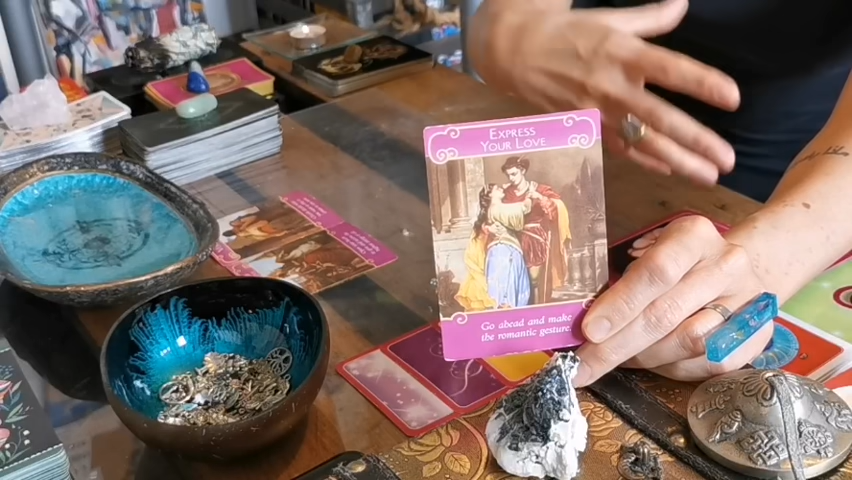 EXPRESS
YOUR LOVE
Go ahead and make
the romantic gesture.